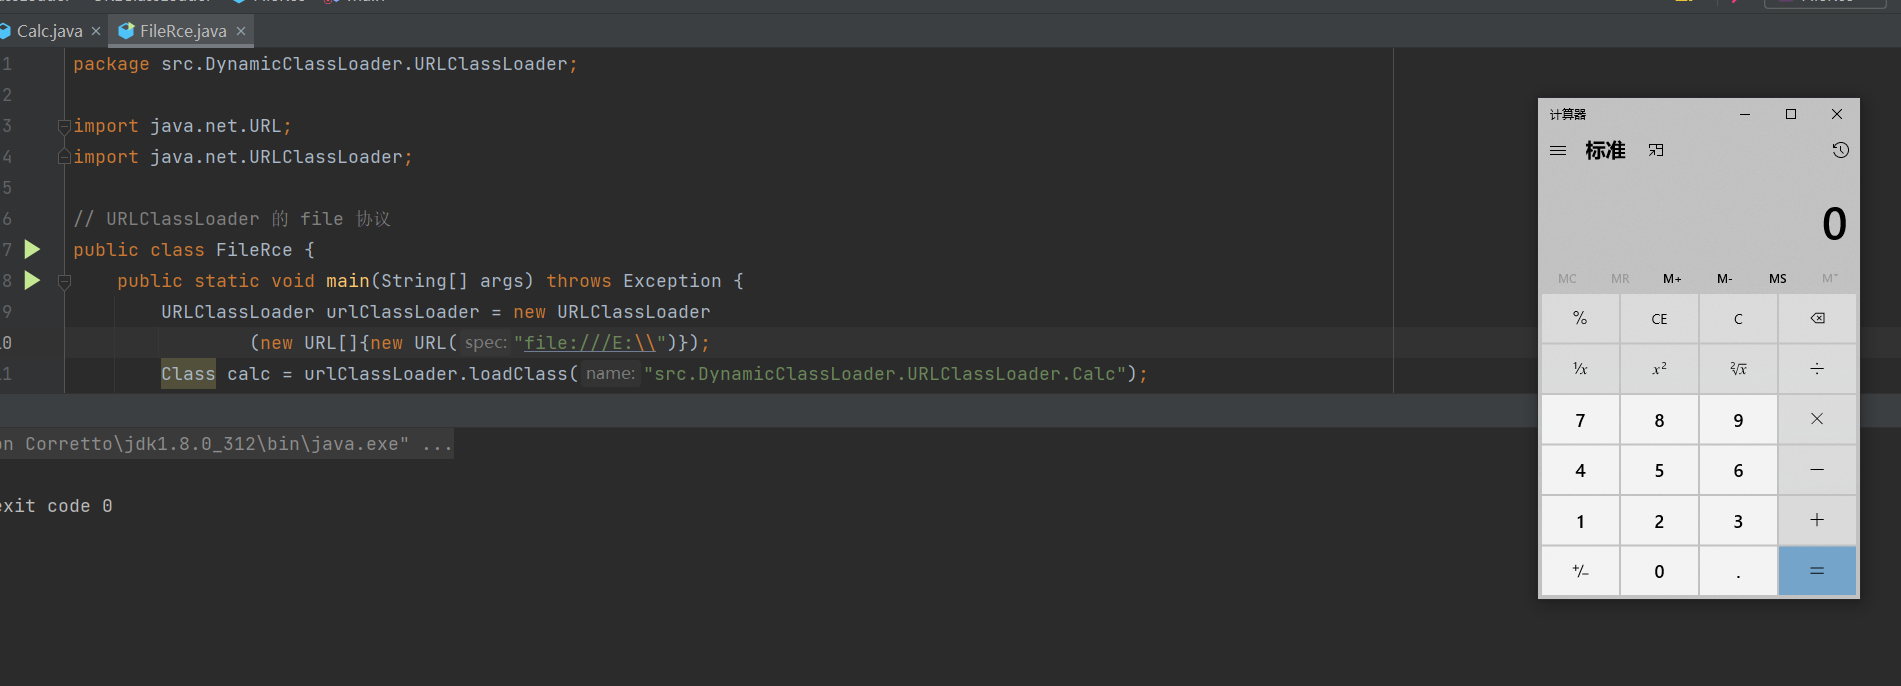 Calc.java
FileRce.java
1 package src.DynamicClassLoader.URLClassLoader;
2
3 import java.net.URL;
4 import java.net.URLClassLoader;
5
6 // URLClassLoader 的 file 协议
7 public class FileRce {
8 public static void main(String[] args) throws Exception {
9 URLClassLoader urlClassLoader = new URLClassLoader
0 (new URL[]{new URL( spec: "file:///E:\\")});
1 Class calc = urlClassLoader.loadClass( name: "src.DynamicClassLoader.URLClassLoader.Calc");
on Corretto\jdk1.8.0_312\bin\java.exe" ...
exit code 0
计算器
标准
0
MC MR M+ M- MS M˅
% CE C
⅟x x² ²√x ÷
7 8 9 ×
4 5 6 −
1 2 3 +
+/− 0 . =